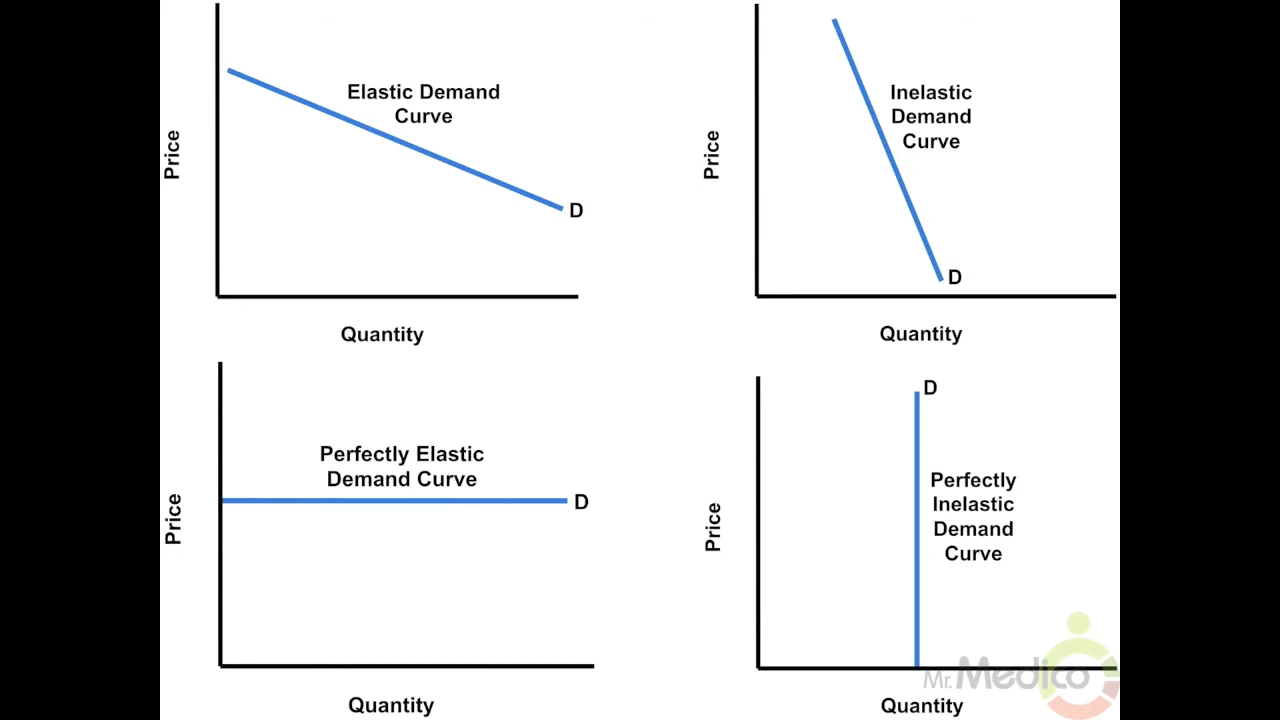 Price
Elastic Demand
Curve
D
Quantity
Price
Inelastic
Demand
Curve
D
Quantity
Price
Perfectly Elastic
Demand Curve
D
Quantity
Price
D
Perfectly
Inelastic
Demand
Curve
Quantity
Mr. Medico